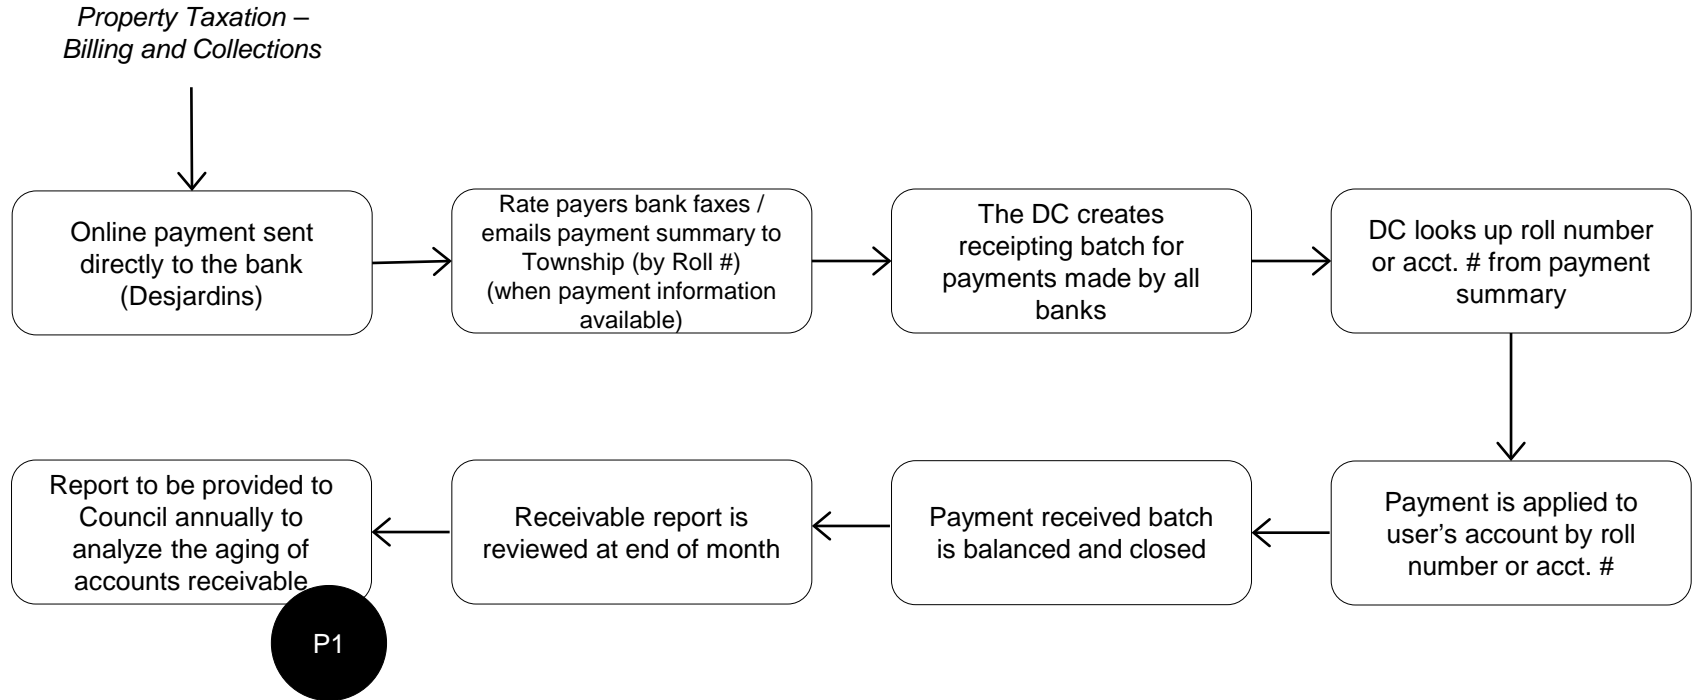 Property Taxation –
Billing and Collections
Online payment sent
directly to the bank
(Desjardins)
Rate payers bank faxes /
emails payment summary to
Township (by Roll #)
(when payment information
available)
The DC creates
receipting batch for
payments made by all
banks
DC looks up roll number
or acct. # from payment
summary
Payment is applied to
user’s account by roll
number or acct. #
Payment received batch
is balanced and closed
Receivable report is
reviewed at end of month
Report to be provided to
Council annually to
analyze the aging of
accounts receivable
P1